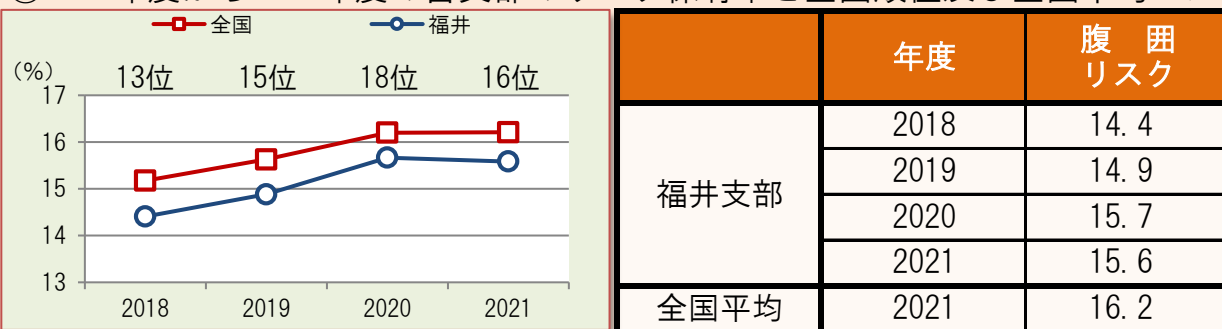 全国 福井
(%) 13位 15位 18位 16位
17
16
15
14
13
2018 2019 2020 2021
年度 腹 囲
リスク
福井支部 2018 14.4
2019 14.9
2020 15.7
2021 15.6
全国平均 2021 16.2